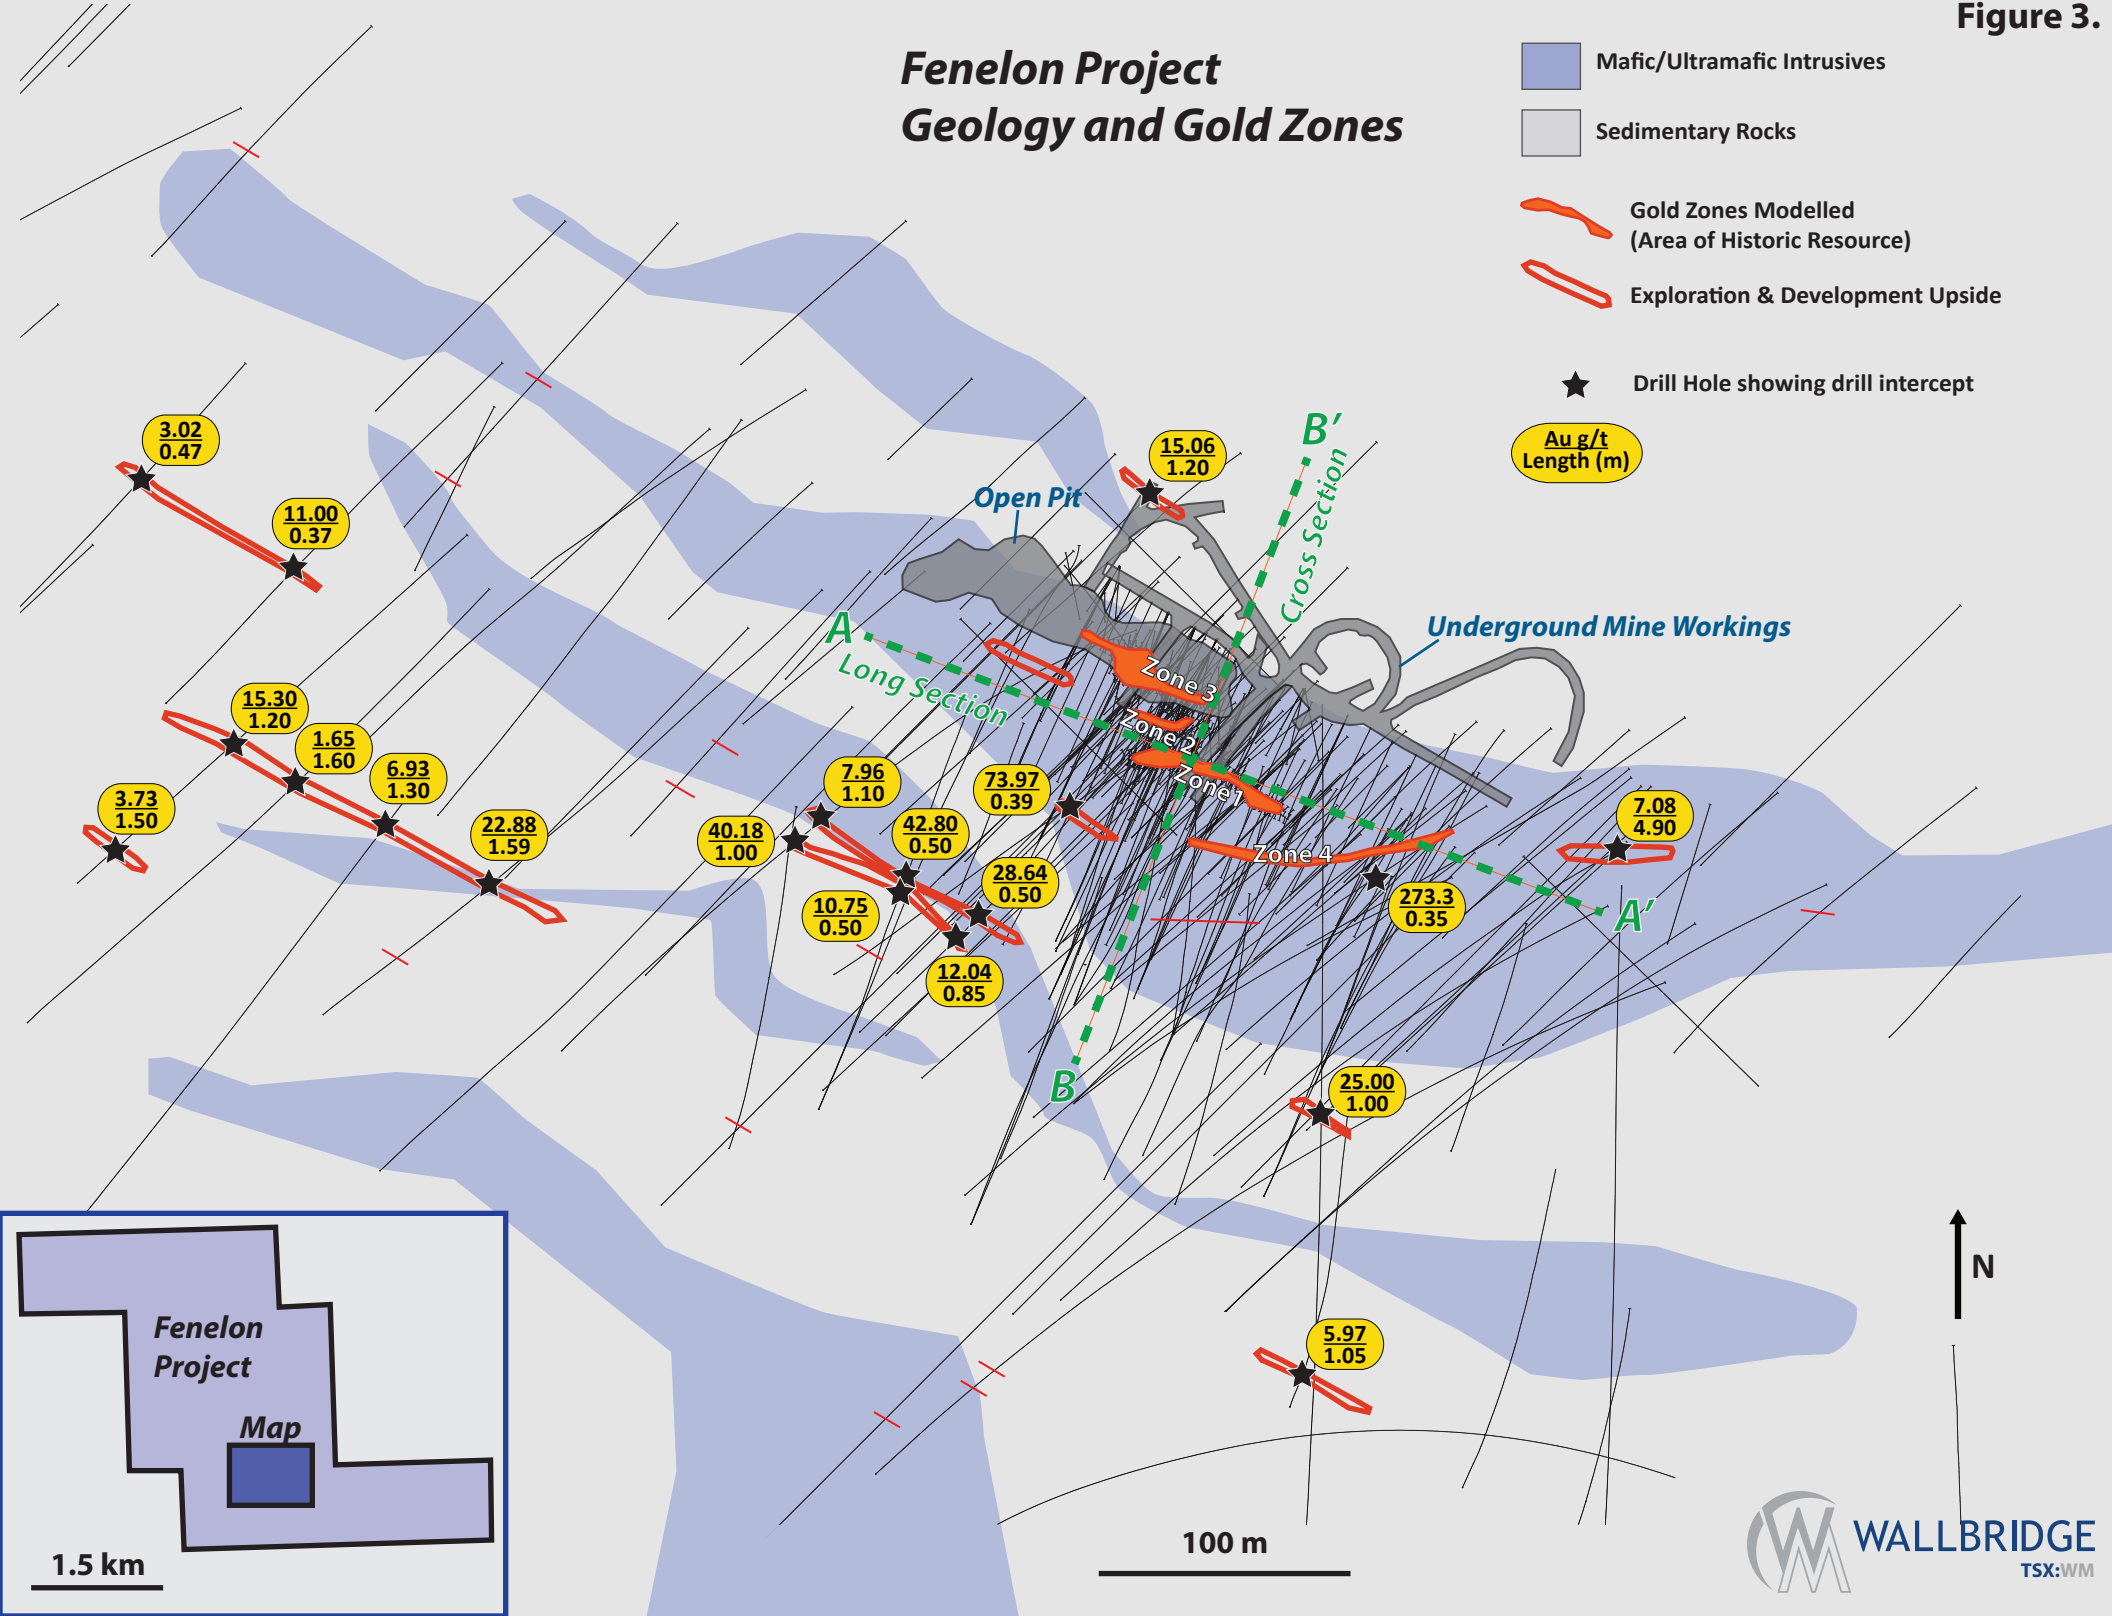 Figure 3.
Fenelon Project
Geology and Gold Zones
Mafic/Ultramafic Intrusives
Sedimentary Rocks
Gold Zones Modelled
(Area of Historic Resource)
Exploration & Development Upside
Drill Hole showing drill intercept
Au g/t
Length (m)
3.02
0.47
11.00
0.37
15.06
1.20
B'
Cross Section
Open Pit
Underground Mine Workings
A
Long Section
Zone 3
Zone 2
Zone 1
Zone 4
15.30
1.20
1.65
1.60
6.93
1.30
3.73
1.50
22.88
1.59
7.96
1.10
73.97
0.39
40.18
1.00
42.80
0.50
28.64
0.50
10.75
0.50
12.04
0.85
7.08
4.90
273.3
0.35
A'
B
25.00
1.00
5.97
1.05
N
Fenelon
Project
Map
1.5 km
100 m
WALLBRIDGE
TSX:WM